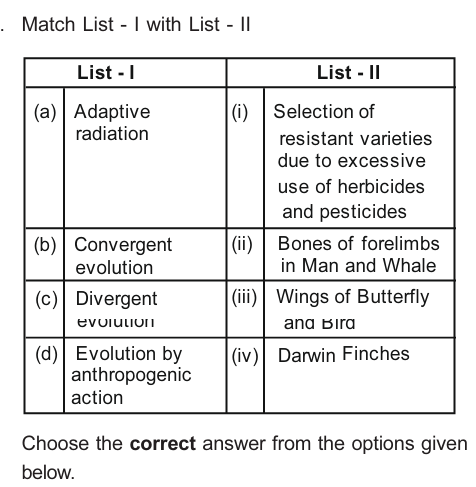 . Match List - I with List - II
List - I List - II
(a) Adaptive (i) Selection of
radiation resistant varieties
due to excessive
use of herbicides
and pesticides
(b) Convergent (ii) Bones of forelimbs
evolution in Man and Whale
(c) Divergent (iii) Wings of Butterfly
evolution and Bird
(d) Evolution by (iv) Darwin Finches
anthropogenic
action
Choose the correct answer from the options given
below.